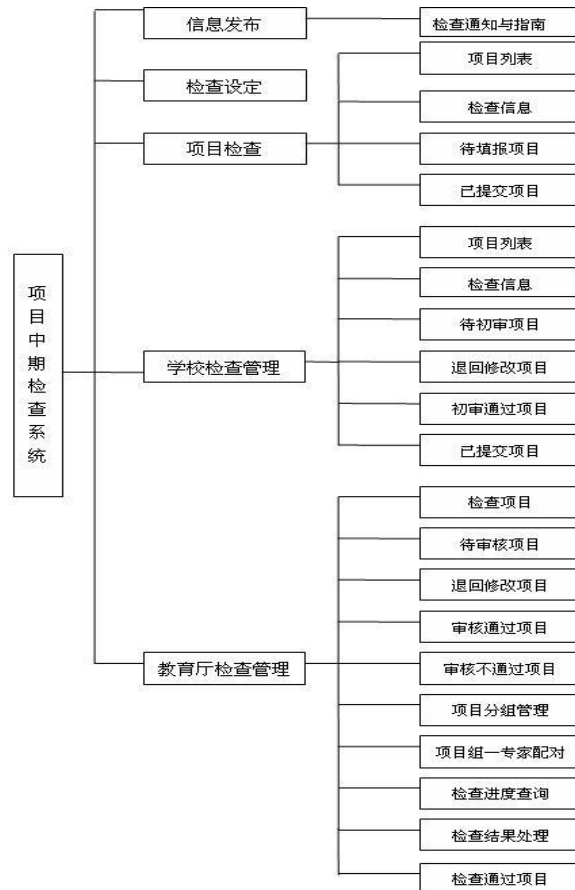 项目中期检查系统
信息发布
检查通知与指南
检查设定
项目检查
项目列表
检查信息
待填报项目
已提交项目
学校检查管理
项目列表
检查信息
待初审项目
退回修改项目
初审通过项目
已提交项目
教育厅检查管理
检查项目
待审核项目
退回修改项目
审核通过项目
审核不通过项目
项目分组管理
项目组一专家配对
检查进度查询
检查结果处理
检查通过项目